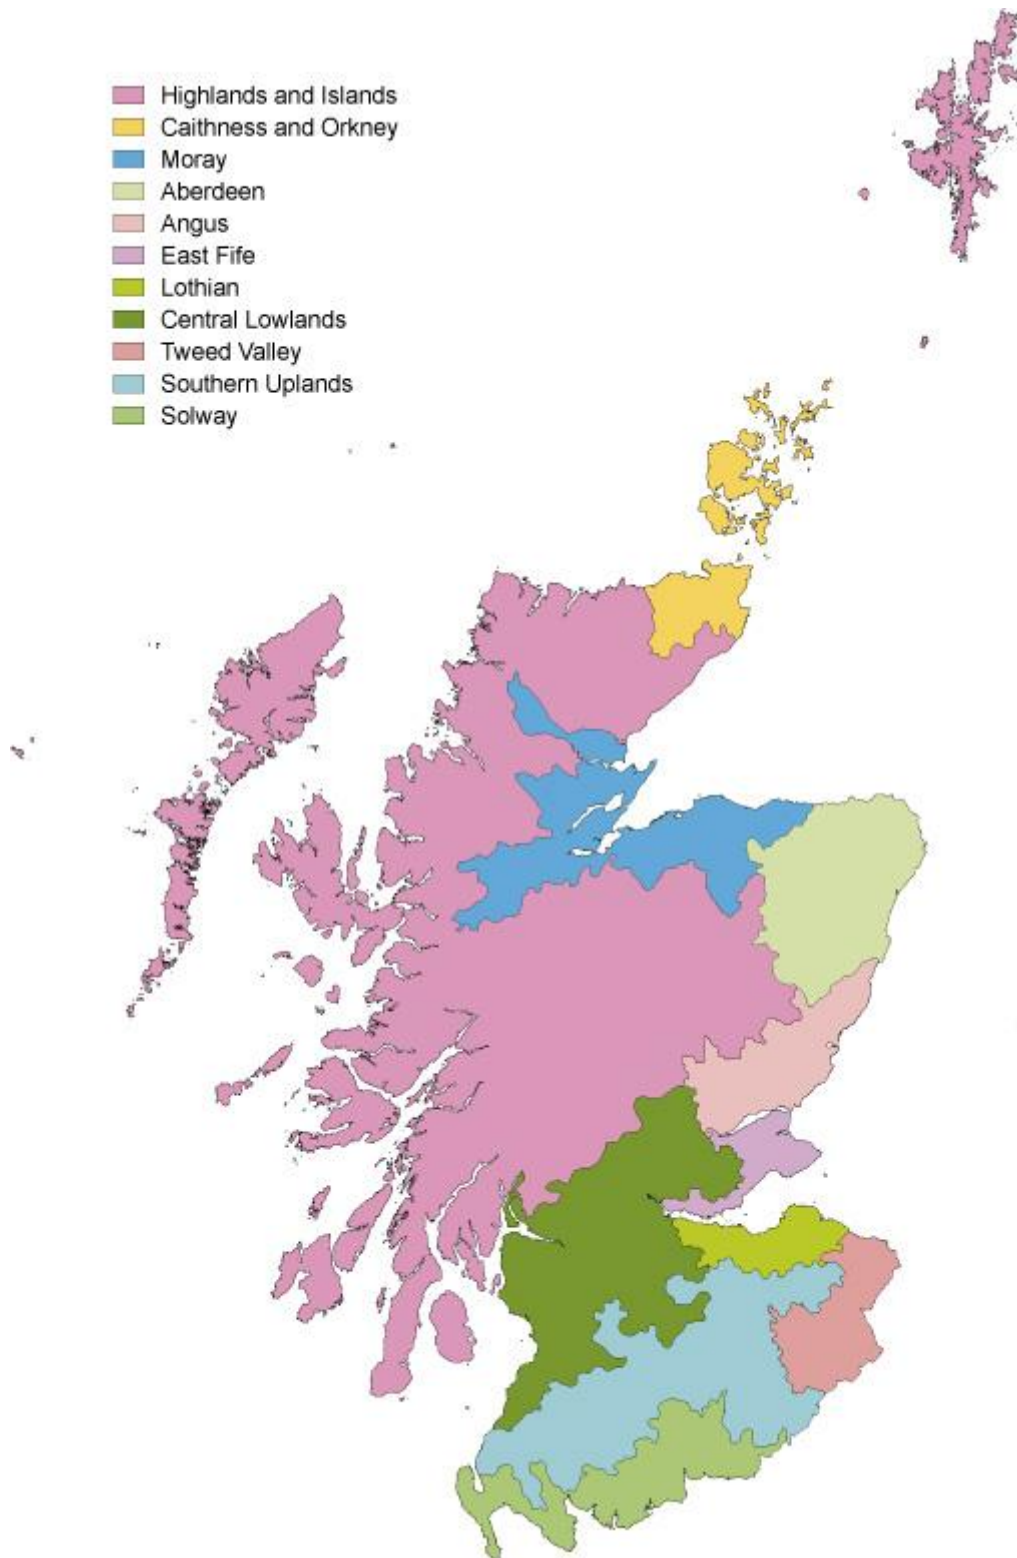 Highlands and Islands
Caithness and Orkney
Moray
Aberdeen
Angus
East Fife
Lothian
Central Lowlands
Tweed Valley
Southern Uplands
Solway